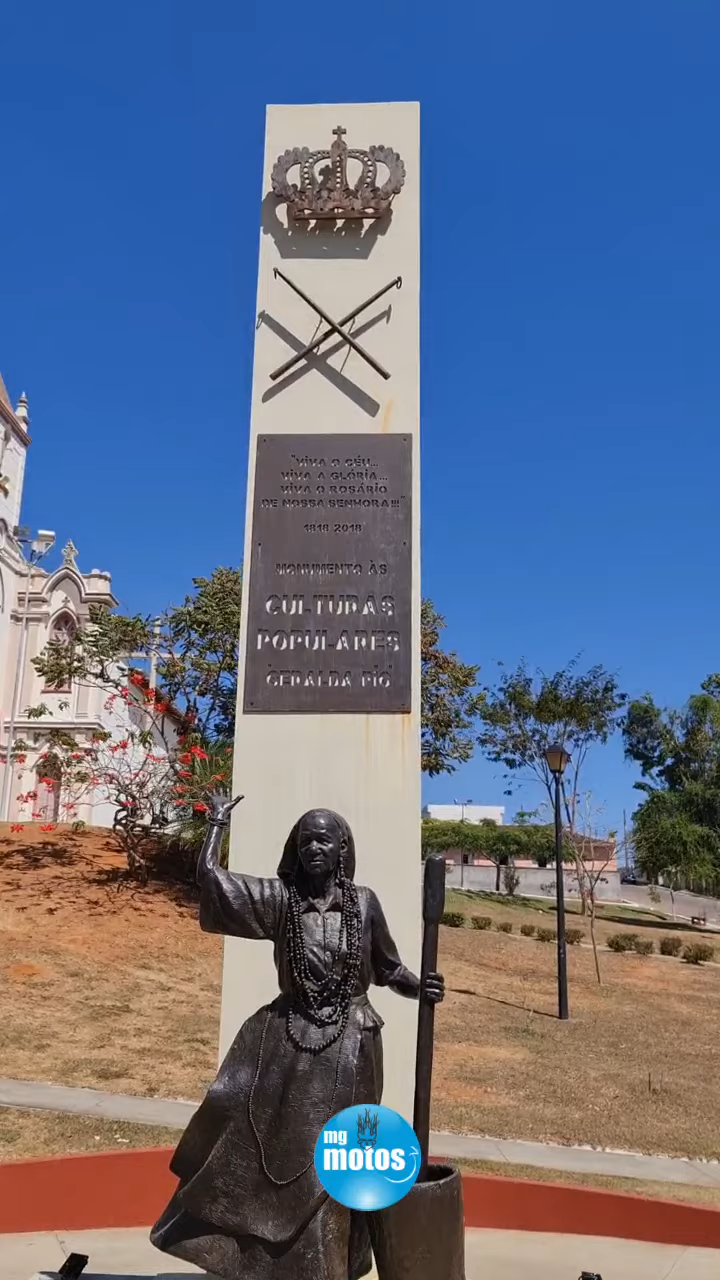 "VIVA O CÉU...
VIVA A GLÓRIA...
VIVA O ROSÁRIO
DE NOSSA SENHORA!!!"
1818 2018
MONUMENTO ÀS
CULTURAS
POPULARES
GERALDA PIO
mg
motos